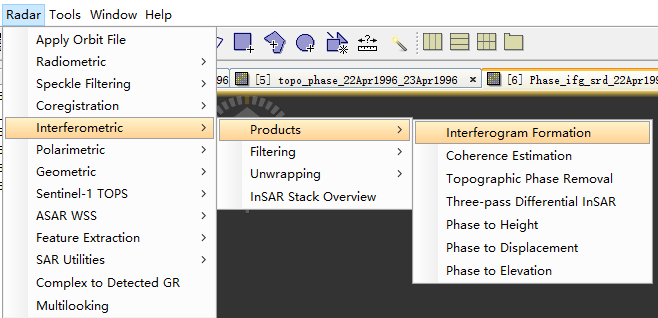 Radar Tools Window Help
Apply Orbit File
Radiometric
Speckle Filtering
Coregistration
Interferometric
Polarimetric
Geometric
Sentinel-1 TOPS
ASAR WSS
Feature Extraction
SAR Utilities
Complex to Detected GR
Multilooking
[5] topo_phase_22Apr1996_23Apr1996
[6] Phase_ifg_srd_22Apr199
Products
Filtering
Unwrapping
InSAR Stack Overview
Interferogram Formation
Coherence Estimation
Topographic Phase Removal
Three-pass Differential InSAR
Phase to Height
Phase to Displacement
Phase to Elevation